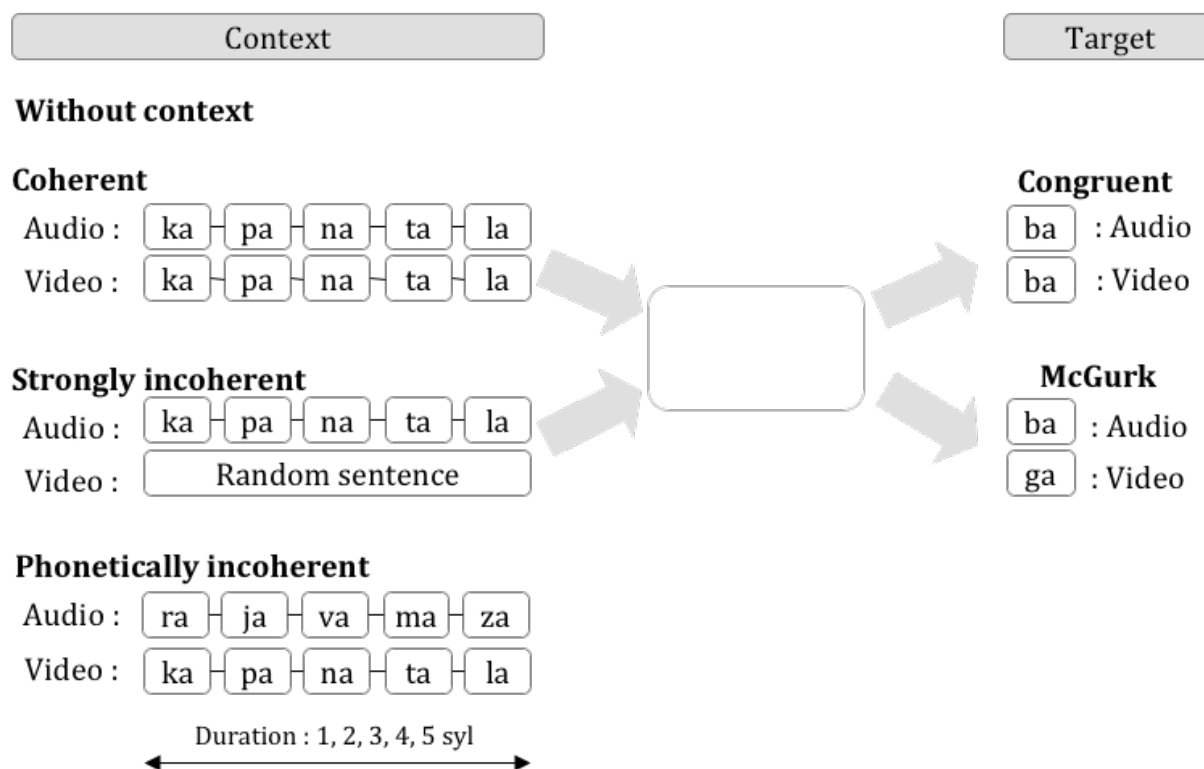 Context
Target
Without context
Coherent
Audio : ka pa na ta la
Video : ka pa na ta la
Congruent
ba : Audio
ba : Video
Strongly incoherent
Audio : ka pa na ta la
Video : Random sentence
McGurk
ba : Audio
ga : Video
Phonetically incoherent
Audio : ra ja va ma za
Video : ka pa na ta la
Duration : 1, 2, 3, 4, 5 syl